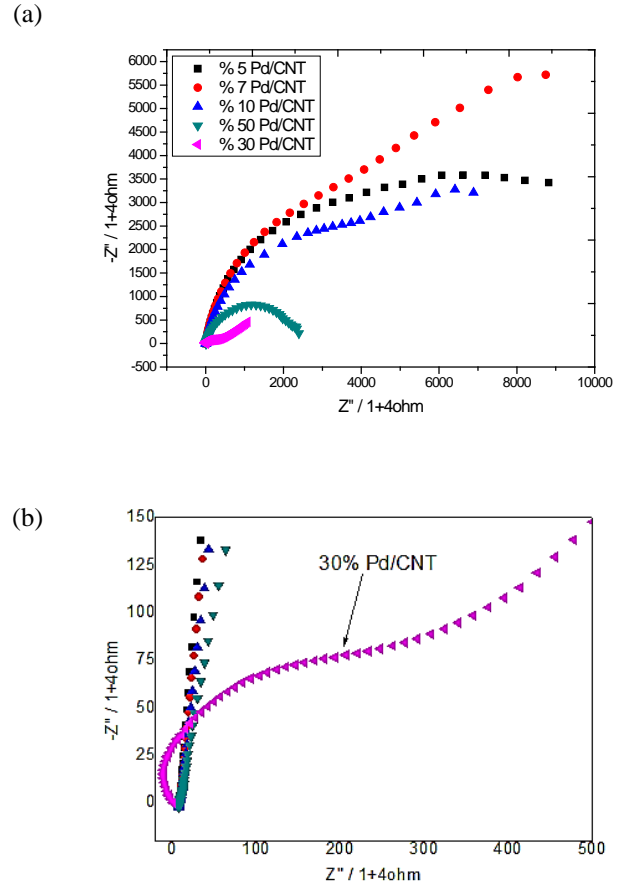 (a)
6000
5500
5000
4500
4000
3500
3000
2500
2000
1500
1000
500
0
-500
-Z" / 1+4ohm
% 5 Pd/CNT
% 7 Pd/CNT
% 10 Pd/CNT
% 50 Pd/CNT
% 30 Pd/CNT
0 2000 4000 6000 8000 10000
Z" / 1+4ohm
(b)
150
125
100
75
50
25
0
-Z" / 1+4ohm
30% Pd/CNT
0 100 200 300 400 500
Z" / 1+4ohm